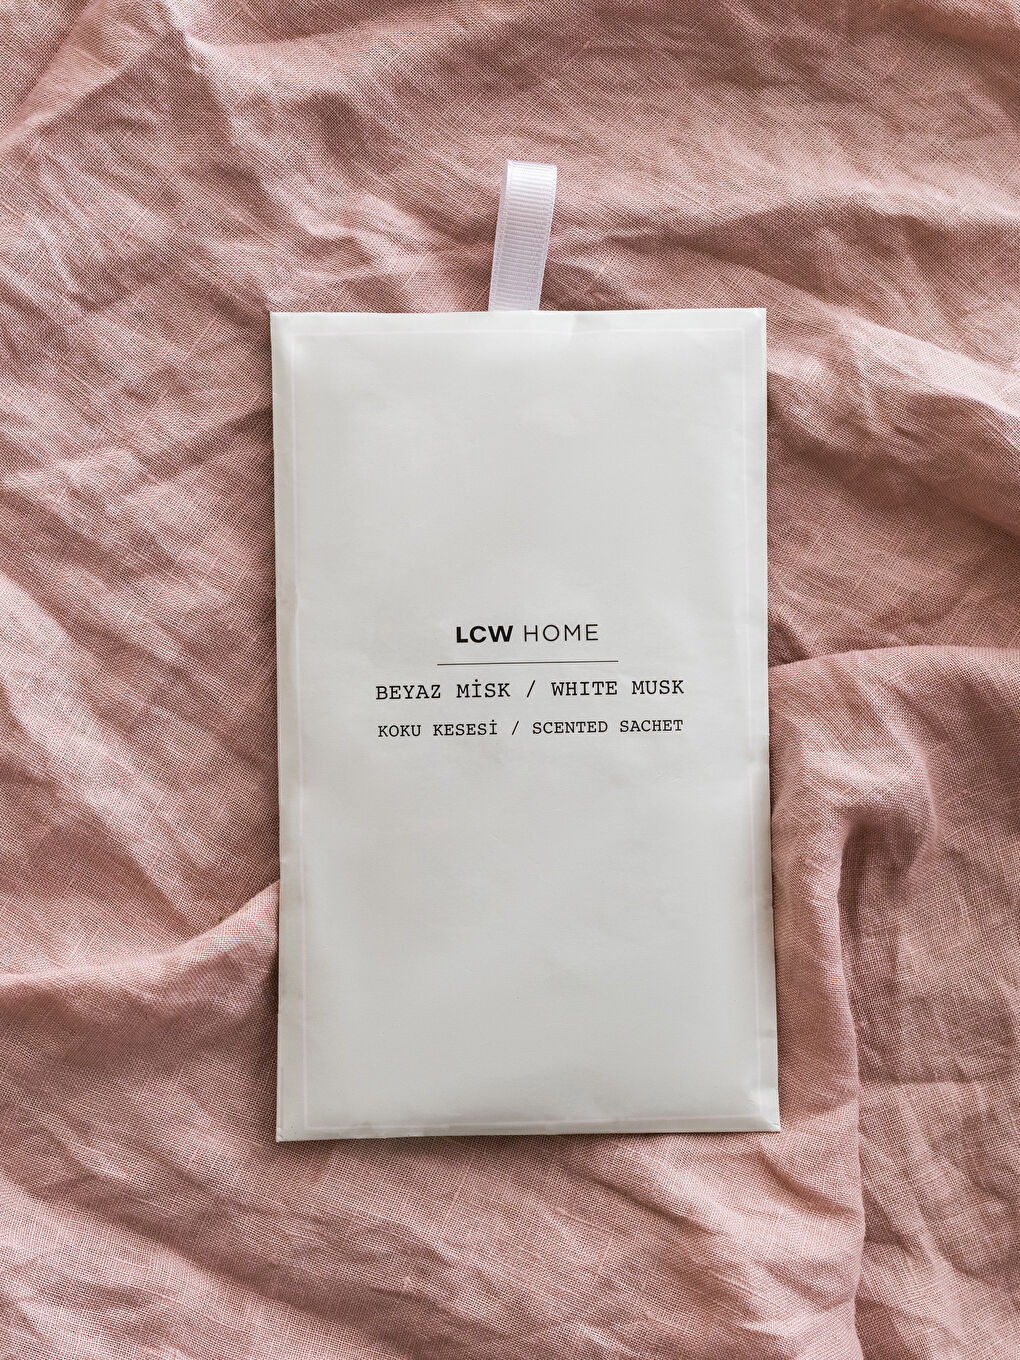 LCW HOME
BEYAZ MİSK / WHITE MUSK
KOKU KESESİ / SCENTED SACHET